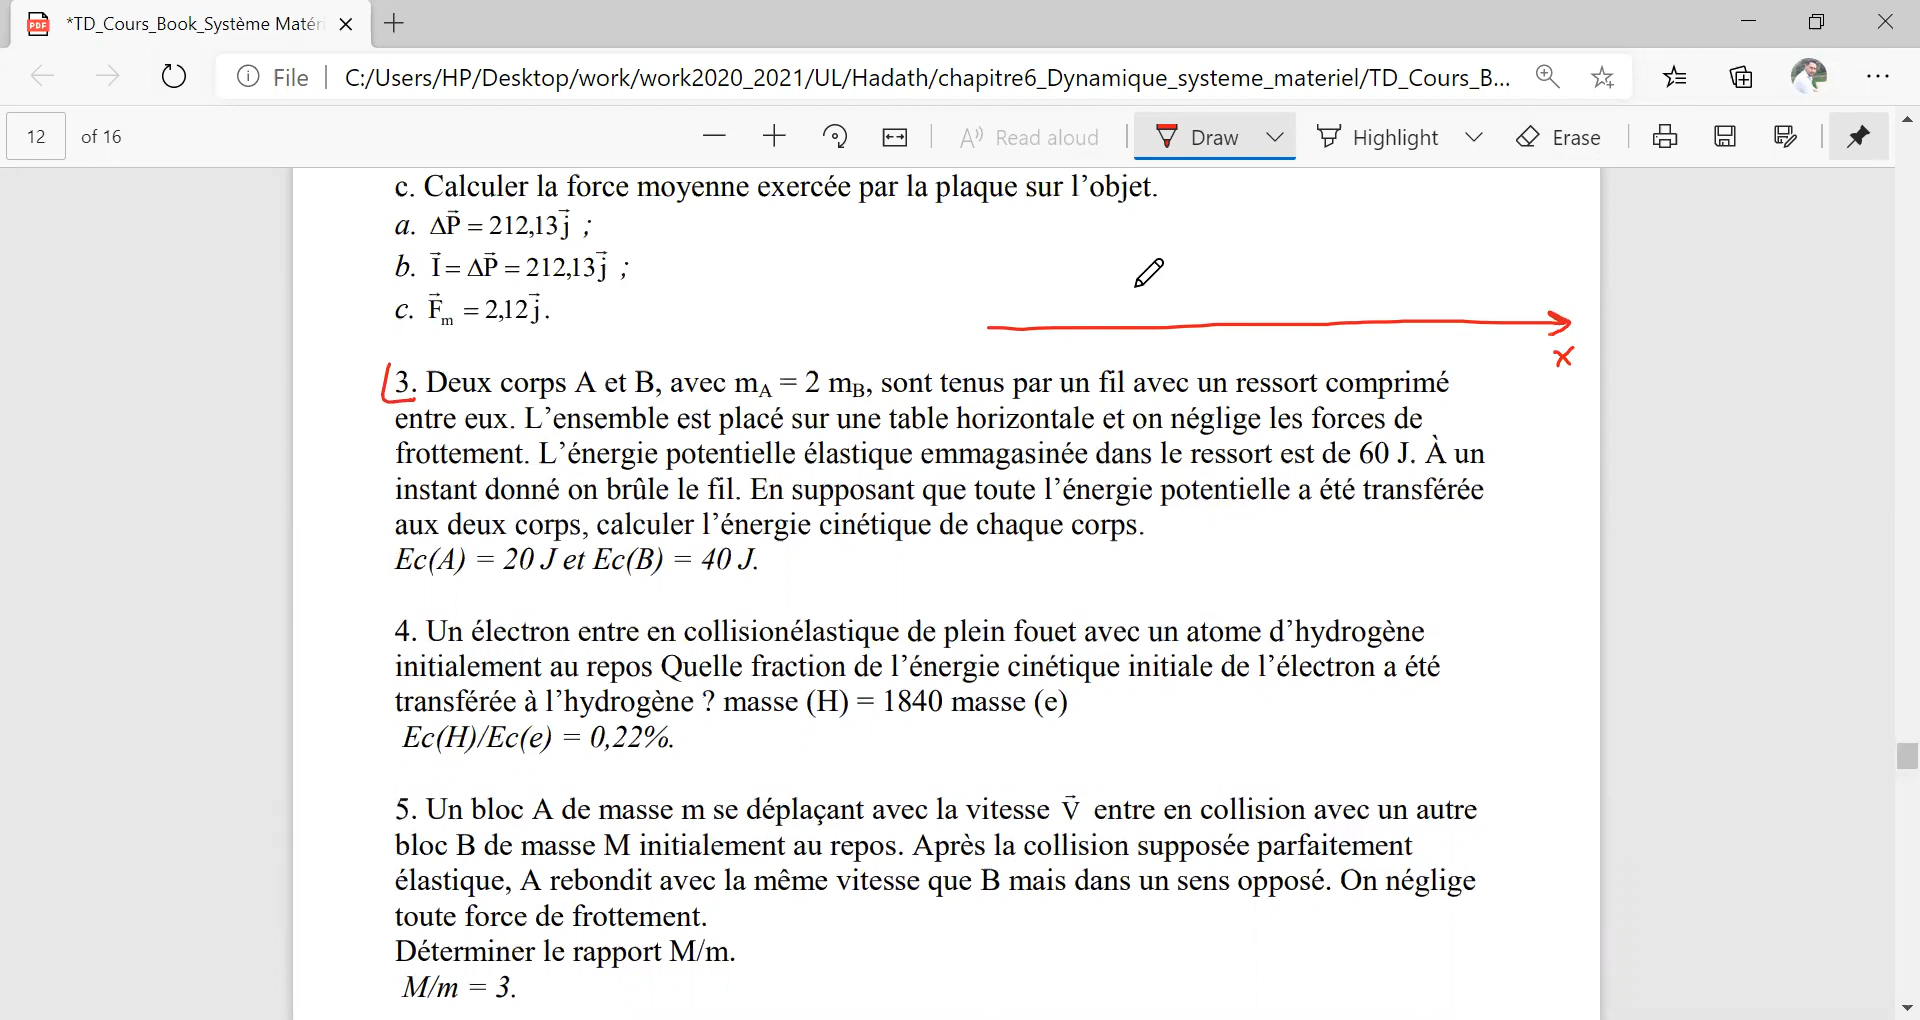 *TD_Cours_Book_Système Matéri
File
C:/Users/HP/Desktop/work/work2020_2021/UL/Hadath/chapitre6_Dynamique_systeme_materiel/TD_Cours_B...
12 of 16
Read aloud
Draw
Highlight
Erase
c. Calculer la force moyenne exercée par la plaque sur l’objet.
a. ΔP⃗ = 212,13j⃗ ;
b. I⃗ = ΔP⃗ = 212,13j⃗ ;
c. F⃗m = 2,12j⃗.
x
3. Deux corps A et B, avec mA = 2 mB, sont tenus par un fil avec un ressort comprimé
entre eux. L’ensemble est placé sur une table horizontale et on néglige les forces de
frottement. L’énergie potentielle élastique emmagasinée dans le ressort est de 60 J. À un
instant donné on brûle le fil. En supposant que toute l’énergie potentielle a été transférée
aux deux corps, calculer l’énergie cinétique de chaque corps.
Ec(A) = 20 J et Ec(B) = 40 J.
4. Un électron entre en collisionélastique de plein fouet avec un atome d’hydrogène
initialement au repos Quelle fraction de l’énergie cinétique initiale de l’électron a été
transférée à l’hydrogène ? masse (H) = 1840 masse (e)
Ec(H)/Ec(e) = 0,22%.
5. Un bloc A de masse m se déplaçant avec la vitesse V⃗ entre en collision avec un autre
bloc B de masse M initialement au repos. Après la collision supposée parfaitement
élastique, A rebondit avec la même vitesse que B mais dans un sens opposé. On néglige
toute force de frottement.
Déterminer le rapport M/m.
M/m = 3.